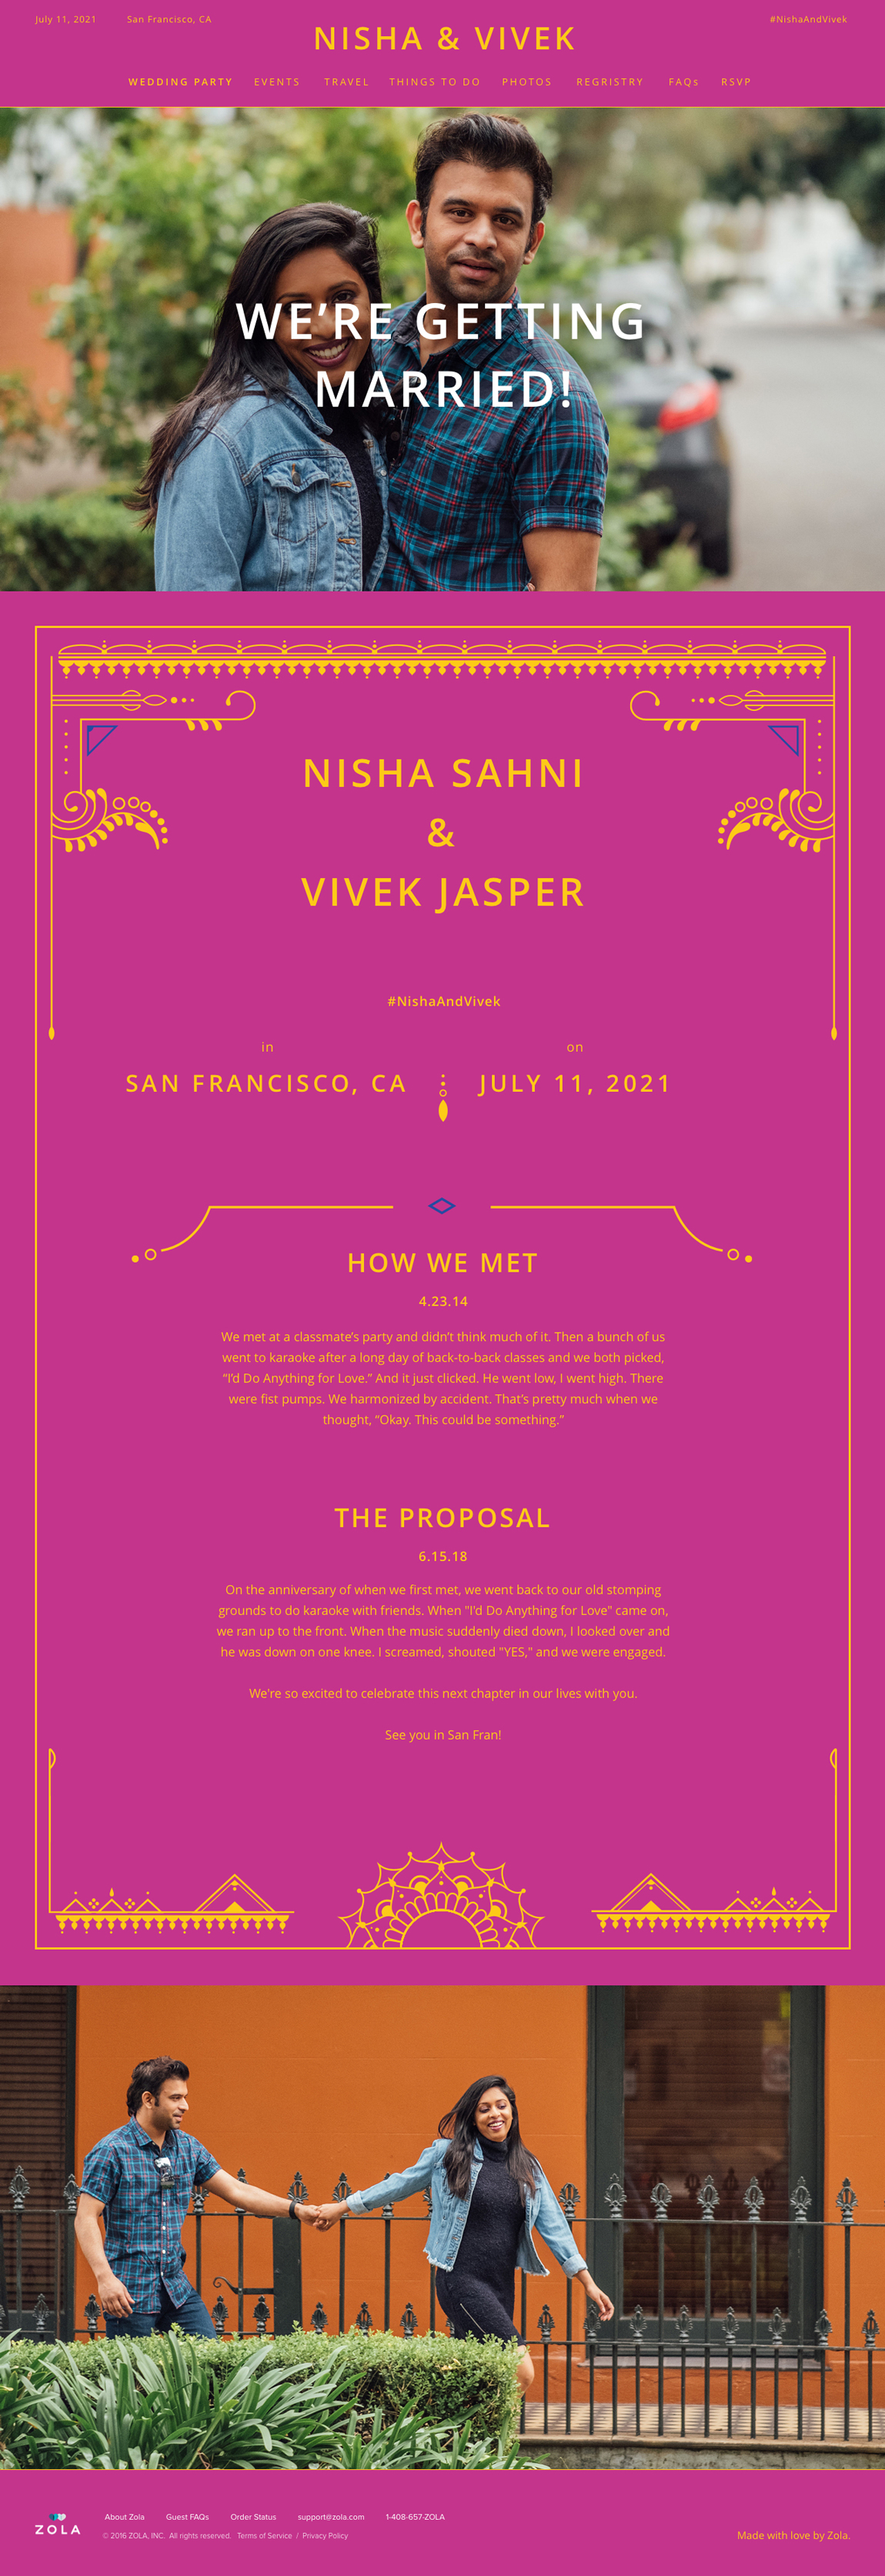 July 11, 2021 San Francisco, CA
#NishaAndVivek
NISHA & VIVEK
WEDDING PARTY EVENTS TRAVEL THINGS TO DO PHOTOS REGRISTRY FAQs RSVP
WE’RE GETTING
MARRIED!
NISHA SAHNI
&
VIVEK JASPER
#NishaAndVivek
in on
SAN FRANCISCO, CA JULY 11, 2021
HOW WE MET
4.23.14
We met at a classmate’s party and didn’t think much of it. Then a bunch of us
went to karaoke after a long day of back-to-back classes and we both picked,
“I’d Do Anything for Love.” And it just clicked. He went low, I went high. There
were fist pumps. We harmonized by accident. That’s pretty much when we
thought, “Okay. This could be something.”
THE PROPOSAL
6.15.18
On the anniversary of when we first met, we went back to our old stomping
grounds to do karaoke with friends. When "I'd Do Anything for Love" came on,
we ran up to the front. When the music suddenly died down, I looked over and
he was down on one knee. I screamed, shouted "YES," and we were engaged.
We're so excited to celebrate this next chapter in our lives with you.
See you in San Fran!
ZOLA
About Zola Guest FAQs Order Status support@zola.com 1-408-657-ZOLA
© 2016 ZOLA, INC. All rights reserved. Terms of Service / Privacy Policy
Made with love by Zola.